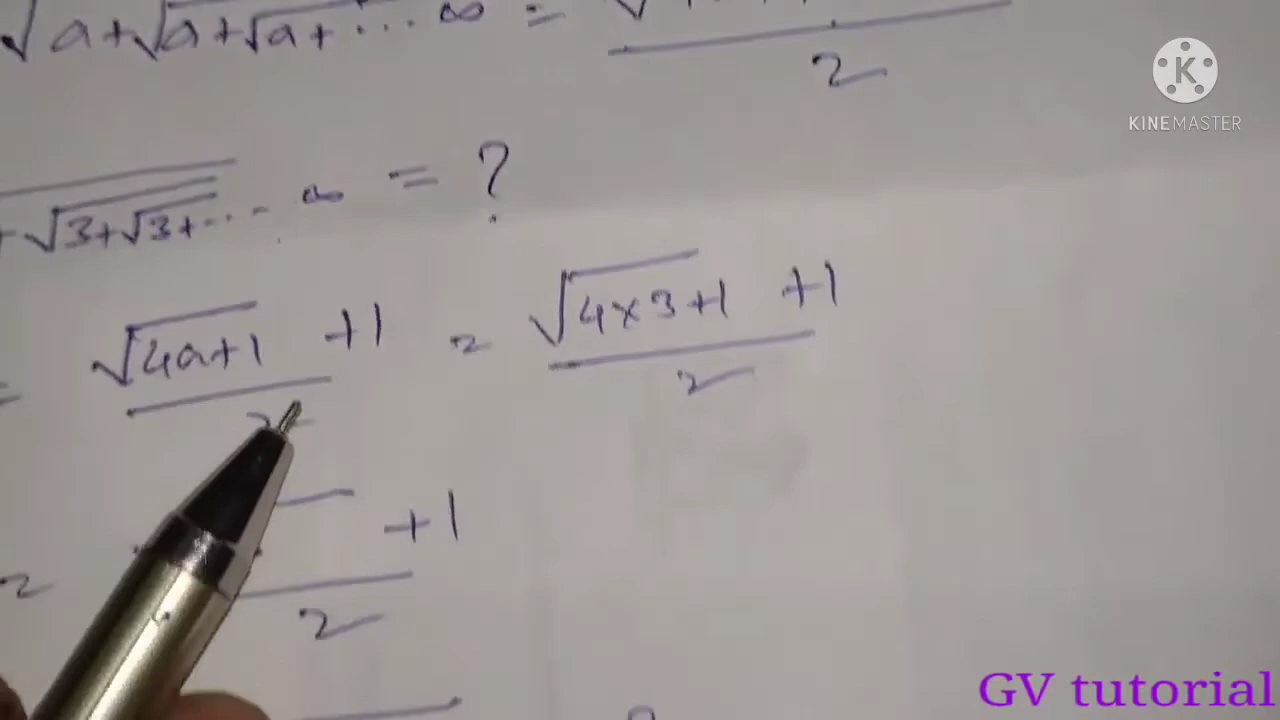 √a+√a+√a+... ∞ =
2
+√3+√3+... ∞ = ?
= √4a+1 +1 = √4×3+1 +1
2
+1
= 2
KINEMASTER
GV tutorial